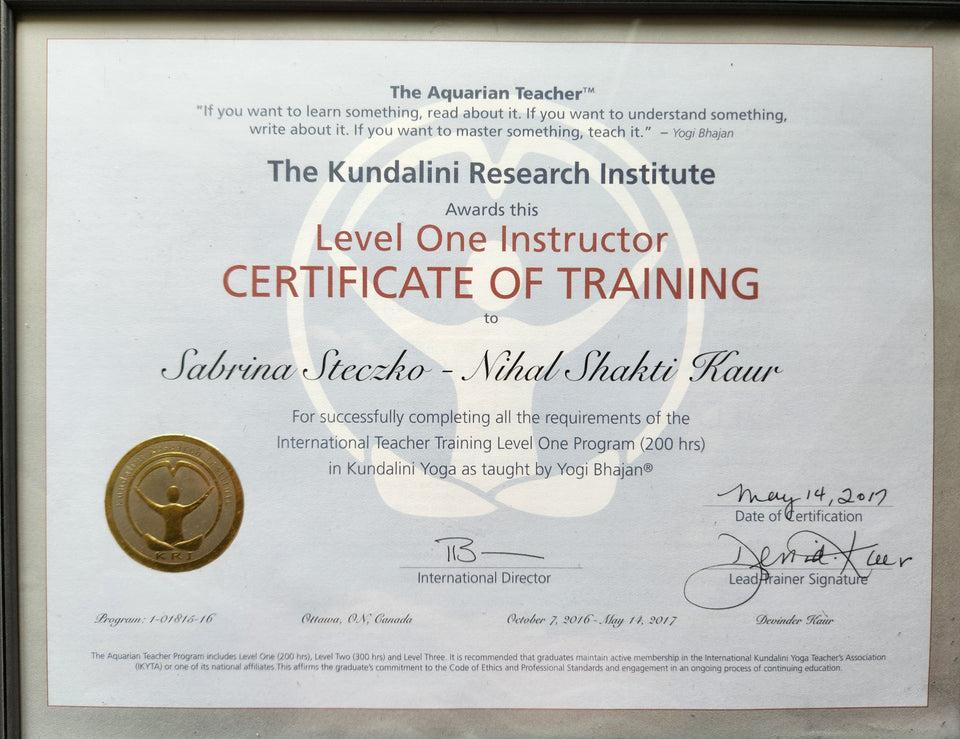 The Aquarian Teacher™
"If you want to learn something, read about it. If you want to understand something,
write about it. If you want to master something, teach it." – Yogi Bhajan
The Kundalini Research Institute
Awards this
Level One Instructor
CERTIFICATE OF TRAINING
to
Sabrina Steczko - Nihal Shakti Kaur
For successfully completing all the requirements of the
International Teacher Training Level One Program (200 hrs)
in Kundalini Yoga as taught by Yogi Bhajan®
May 14, 2017
Date of Certification
Kundalini Research Institute
KRI
International Director
Lead Trainer Signature
Program: 1-01815-16 Ottawa, ON, Canada October 7, 2016 - May 14, 2017 Devinder Kaur
The Aquarian Teacher Program includes Level One (200 hrs), Level Two (300 hrs) and Level Three. It is recommended that graduates maintain active membership in the International Kundalini Yoga Teacher's Association
(IKYTA) or one of its national affiliates. This affirms the graduate's commitment to the Code of Ethics and Professional Standards and engagement in an ongoing process of continuing education.